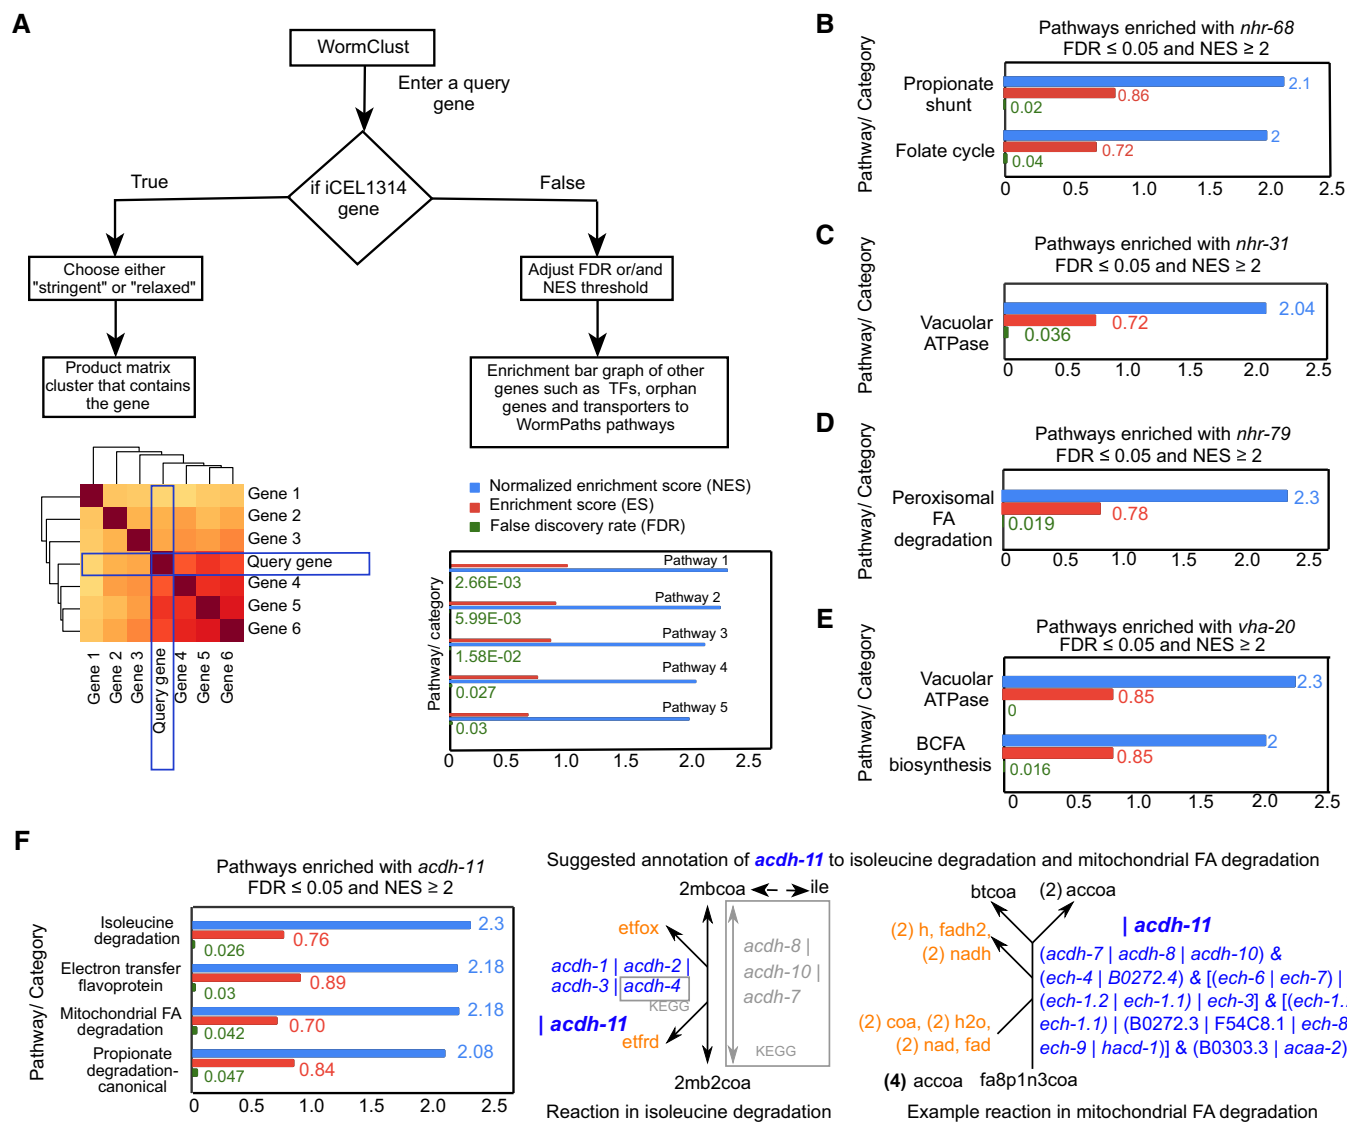 A
WormClust
Enter a query
gene
if iCEL1314
gene
True
False
Choose either
"stringent" or "relaxed"
Adjust FDR or/and
NES threshold
Product matrix
cluster that contains
the gene
Enrichment bar graph of other
genes such as TFs, orphan
genes and transporters to
WormPaths pathways
Gene 1
Gene 2
Gene 3
Query gene
Gene 4
Gene 5
Gene 6
Gene 1
Gene 2
Gene 3
Query gene
Gene 4
Gene 5
Gene 6
Normalized enrichment score (NES)
Enrichment score (ES)
False discovery rate (FDR)
Pathway/ category
Pathway 1
2.66E-03
Pathway 2
5.99E-03
Pathway 3
1.58E-02
Pathway 4
0.027
Pathway 5
0.03
0 0.5 1.0 1.5 2.0 2.5
B
Pathways enriched with nhr-68
FDR ≤ 0.05 and NES ≥ 2
Pathway/ Category
Propionate
shunt
2.1
0.86
0.02
Folate cycle
2
0.72
0.04
0 0.5 1.0 1.5 2.0 2.5
C
Pathways enriched with nhr-31
FDR ≤ 0.05 and NES ≥ 2
Pathway/ Category
Vacuolar
ATPase
2.04
0.72
0.036
0 0.5 1.0 1.5 2.0 2.5
D
Pathways enriched with nhr-79
FDR ≤ 0.05 and NES ≥ 2
Pathway/ Category
Peroxisomal
FA
degradation
2.3
0.78
0.019
0 0.5 1.0 1.5 2.0 2.5
E
Pathways enriched with vha-20
FDR ≤ 0.05 and NES ≥ 2
Pathway/ Category
Vacuolar
ATPase
2.3
0.85
0
BCFA
biosynthesis
2
0.85
0.016
0 0.5 1.0 1.5 2.0 2.5
F
Pathways enriched with acdh-11
FDR ≤ 0.05 and NES ≥ 2
Pathway/ Category
Isoleucine
degradation
2.3
0.76
0.026
Electron transfer
flavoprotein
2.18
0.89
0.03
Mitochondrial FA
degradation
2.18
0.70
0.042
Propionate
degradation-
canonical
2.08
0.84
0.047
0 0.5 1.0 1.5 2.0 2.5
Suggested annotation of acdh-11 to isoleucine degradation and mitochondrial FA degradation
2mbcoa
ile
etfox
acdh-1 | acdh-2 |
acdh-3 | acdh-4
KEGG
| acdh-11
etfrd
2mb2coa
acdh-8 |
acdh-10 |
acdh-7
KEGG
Reaction in isoleucine degradation
btcoa
(2) accoa
(2) h, fadh2,
(2) nadh
(2) coa, (2) h2o,
(2) nad, fad
(4) accoa fa8p1n3coa
| acdh-11
(acdh-7 | acdh-8 | acdh-10) &
(ech-4 | B0272.4) & [(ech-6 | ech-7) |
(ech-1.2 | ech-1.1) | ech-3] & [(ech-1..
ech-1.1) | (B0272.3 | F54C8.1 | ech-8
ech-9 | hacd-1)] & (B0303.3 | acaa-2)
Example reaction in mitochondrial FA degradation